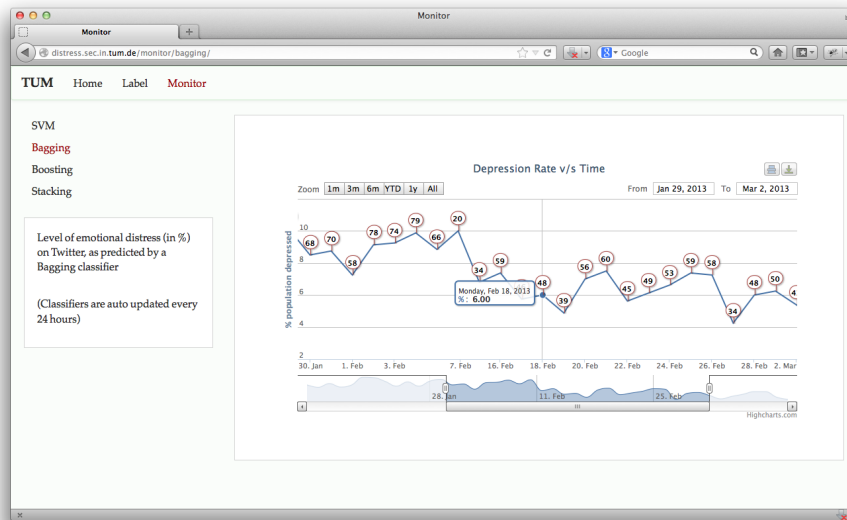 Monitor
Monitor
distress.sec.in.tum.de/monitor/bagging/
Google
TUM Home Label Monitor
SVM
Bagging
Boosting
Stacking
Level of emotional distress (in %)
on Twitter, as predicted by a
Bagging classifier
(Classifiers are auto updated every
24 hours)
Depression Rate v/s Time
Zoom 1m 3m 6m YTD 1y All
From Jan 29, 2013 To Mar 2, 2013
% population depressed
10
8
6
4
2
68 70 58 78 74 79 66 20 34 59 48 39 56 60 45 49 53 59 58 34 48 50
Monday, Feb 18, 2013
%: 6.00
30. Jan 1. Feb 3. Feb 7. Feb 16. Feb 18. Feb 20. Feb 22. Feb 24. Feb 26. Feb 28. Feb 2. Mar
28. Jan 11. Feb 25. Feb
Highcharts.com